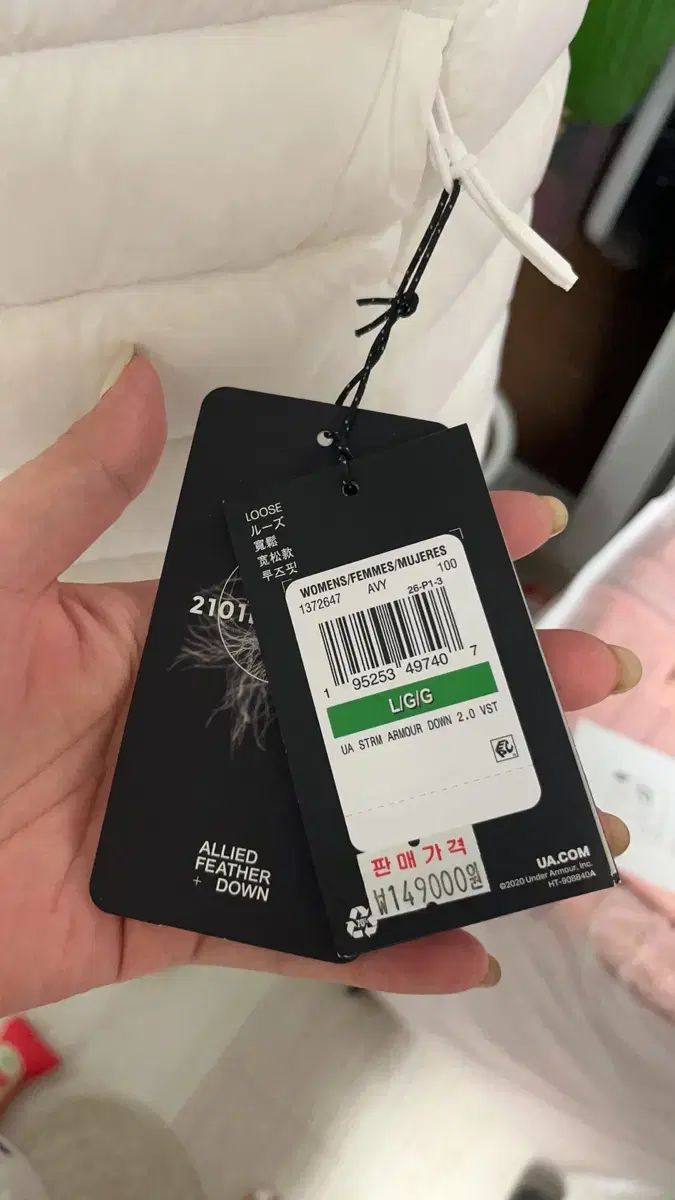 LOOSE
ルーズ
寬鬆
宽松款
루즈핏
WOMENS/FEMMES/MUJERES
1372647 AVY 100
26-P1-3
1 95253 49740 7
L/G/G
UA STRM ARMOUR DOWN 2.0 VST
판매가격
₩149000원
UA.COM
©2020 Under Armour, Inc.
HT-90B840A
ALLIED
FEATHER
+ DOWN